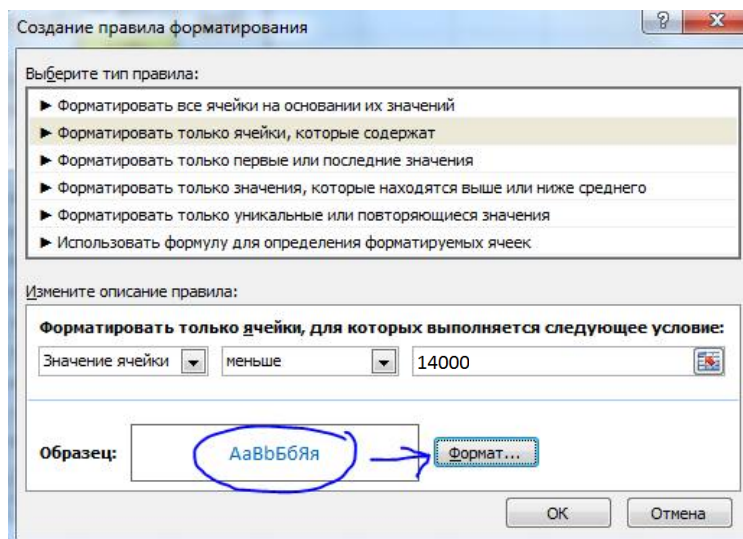 Создание правила форматирования
Выберите тип правила:
► Форматировать все ячейки на основании их значений
► Форматировать только ячейки, которые содержат
► Форматировать только первые или последние значения
► Форматировать только значения, которые находятся выше или ниже среднего
► Форматировать только уникальные или повторяющиеся значения
► Использовать формулу для определения форматируемых ячеек
Измените описание правила:
Форматировать только ячейки, для которых выполняется следующее условие:
Значение ячейки меньше 14000
Образец: АаВbБбЯя Формат...
ОК Отмена